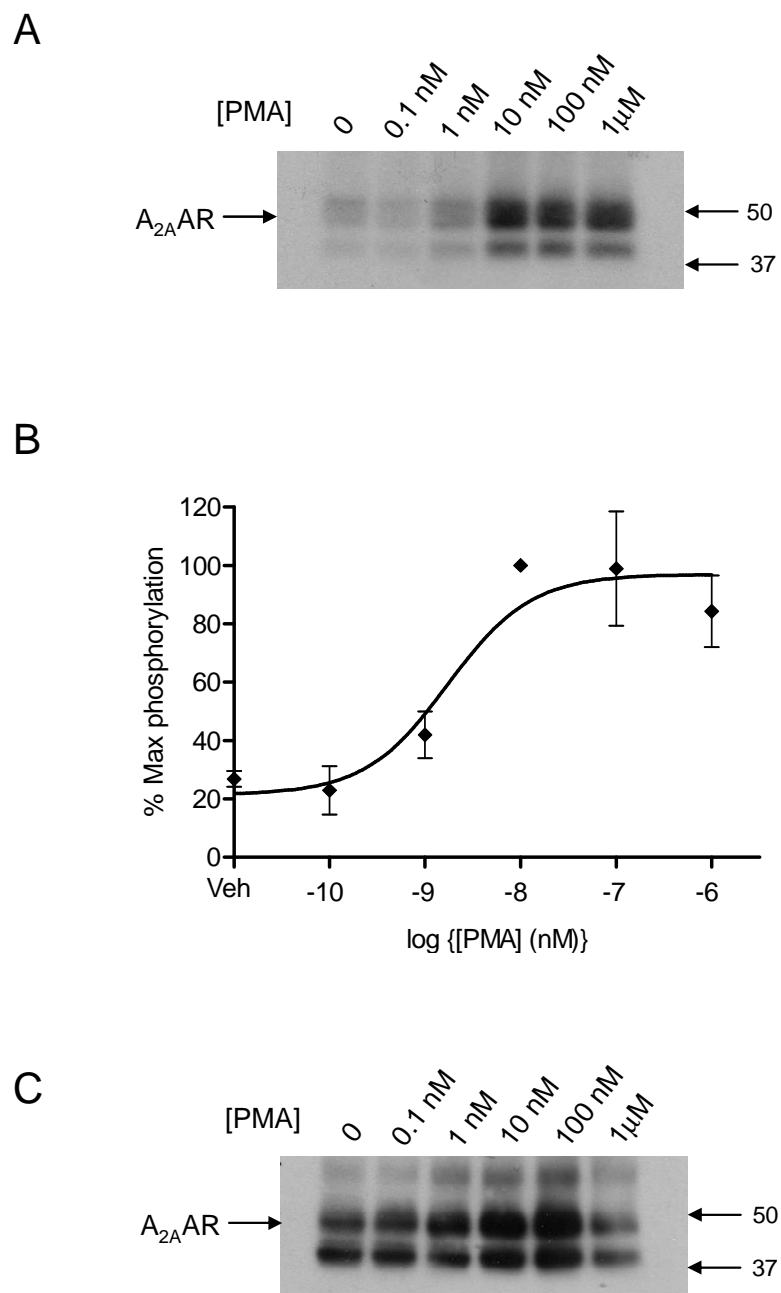 A
[PMA] 0 0.1 nM 1 nM 10 nM 100 nM 1µM
A2AAR 50
37
B
120
100
80
60
40
20
0
% Max phosphorylation
Veh -10 -9 -8 -7 -6
log {[PMA] (nM)}
C
[PMA] 0 0.1 nM 1 nM 10 nM 100 nM 1µM
A2AAR 50
37